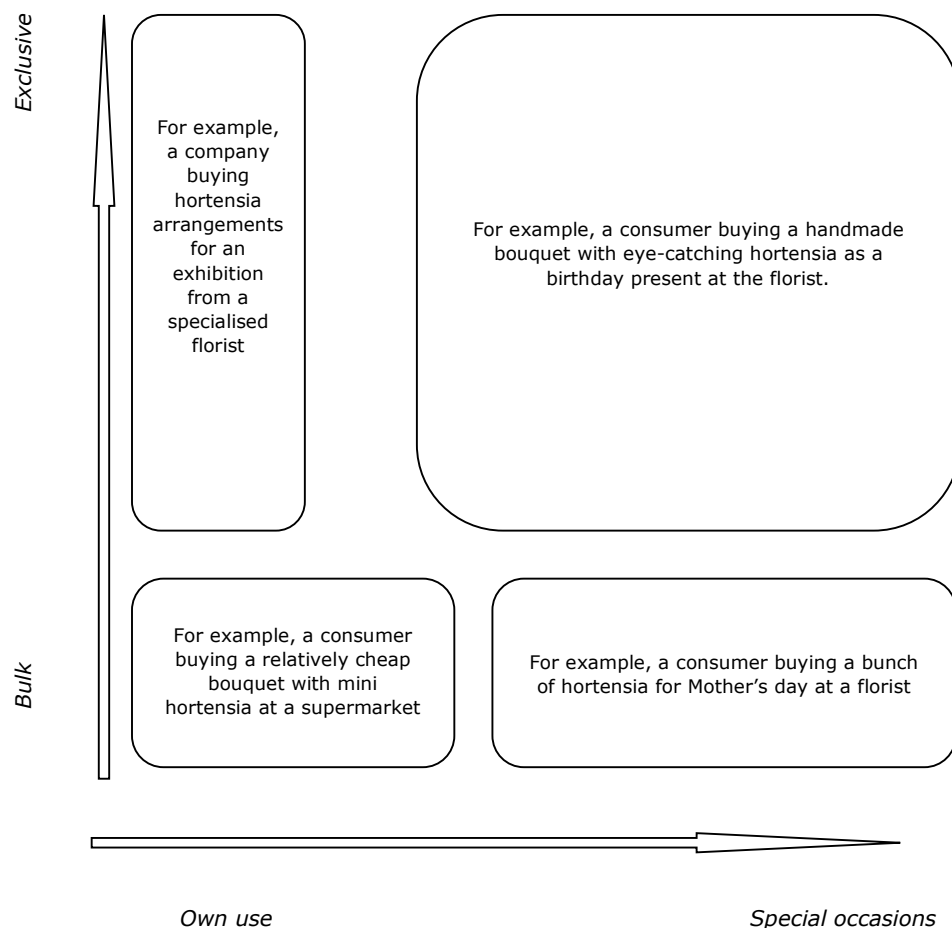 Exclusive
For example,
a company
buying
hortensia
arrangements
for an
exhibition
from a
specialised
florist
For example, a consumer buying a handmade
bouquet with eye-catching hortensia as a
birthday present at the florist.
Bulk
For example, a consumer
buying a relatively cheap
bouquet with mini
hortensia at a supermarket
For example, a consumer buying a bunch
of hortensia for Mother’s day at a florist
Own use
Special occasions